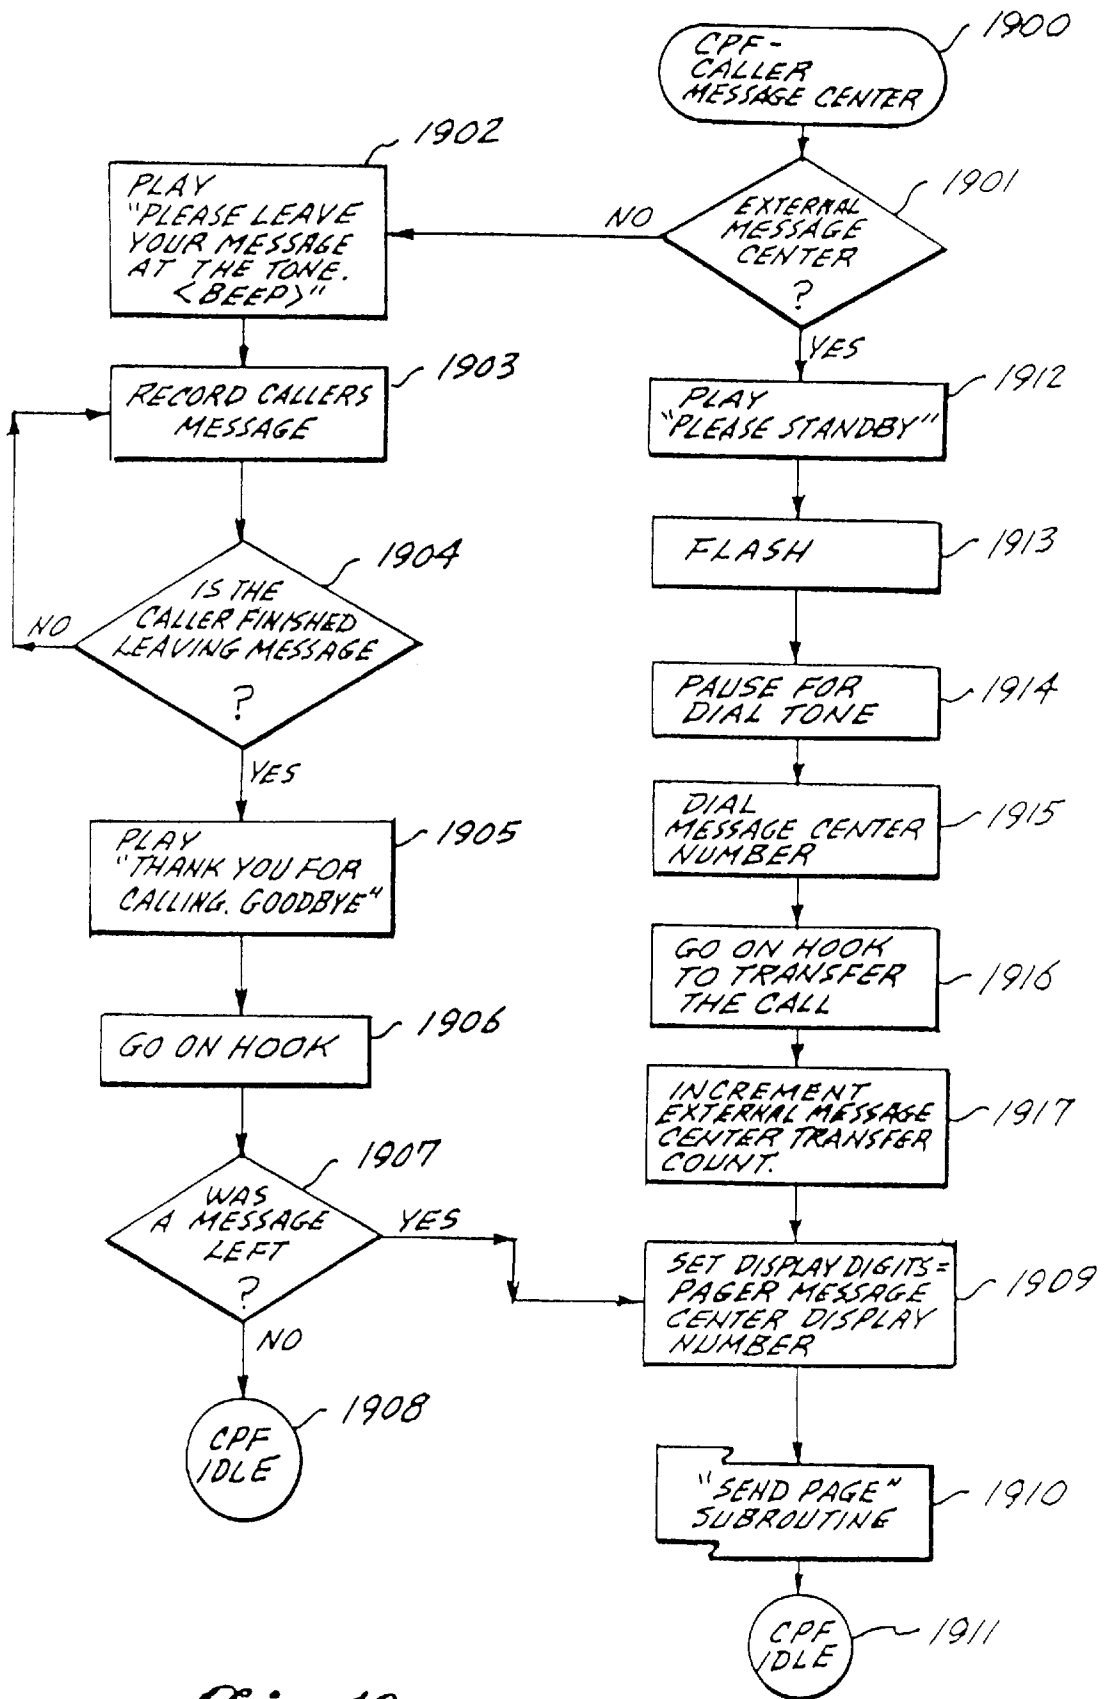 1900
CPF-
CALLER
MESSAGE CENTER
1901
EXTERNAL
MESSAGE
CENTER
?
NO
YES
1902
PLAY
"PLEASE LEAVE
YOUR MESSAGE
AT THE TONE.
<BEEP>"
1903
RECORD CALLERS
MESSAGE
1904
IS THE
CALLER FINISHED
LEAVING MESSAGE
?
NO
YES
1905
PLAY
"THANK YOU FOR
CALLING. GOODBYE"
1906
GO ON HOOK
1907
WAS
A MESSAGE
LEFT
?
YES
NO
1908
CPF
IDLE
1912
PLAY
"PLEASE STANDBY"
1913
FLASH
1914
PAUSE FOR
DIAL TONE
1915
DIAL
MESSAGE CENTER
NUMBER
1916
GO ON HOOK
TO TRANSFER
THE CALL
1917
INCREMENT
EXTERNAL MESSAGE
CENTER TRANSFER
COUNT.
1909
SET DISPLAY DIGITS=
PAGER MESSAGE
CENTER DISPLAY
NUMBER
1910
"SEND PAGE"
SUBROUTINE
1911
CPF
IDLE